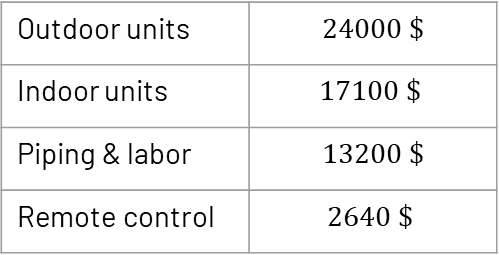 Outdoor units 24000 $
Indoor units 17100 $
Piping & labor 13200 $
Remote control 2640 $